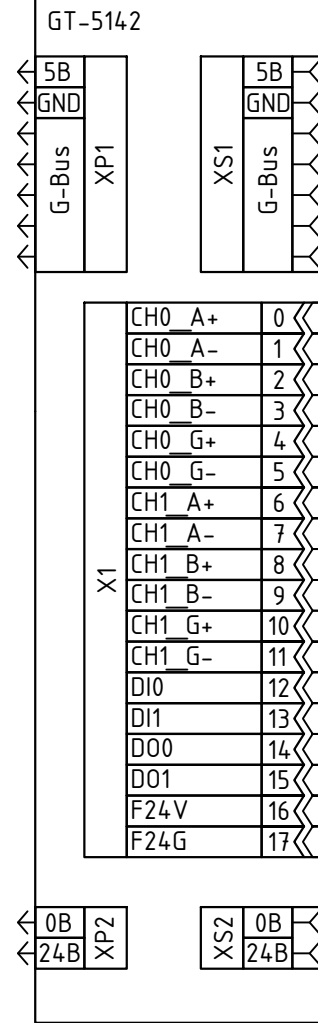 GT-5142
5В XP1 XS1 5В
GND GND
G-Bus G-Bus
X1
CH0_A+ 0
CH0_A- 1
CH0_B+ 2
CH0_B- 3
CH0_G+ 4
CH0_G- 5
CH1_A+ 6
CH1_A- 7
CH1_B+ 8
CH1_B- 9
CH1_G+ 10
CH1_G- 11
DI0 12
DI1 13
DO0 14
DO1 15
F24V 16
F24G 17
0В XP2 XS2 0В
24В 24В